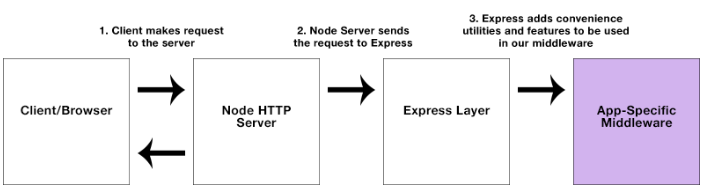 1. Client makes request
to the server
2. Node Server sends
the request to Express
3. Express adds convenience
utilities and features to be used
in our middleware
Client/Browser
Node HTTP
Server
Express Layer
App-Specific
Middleware